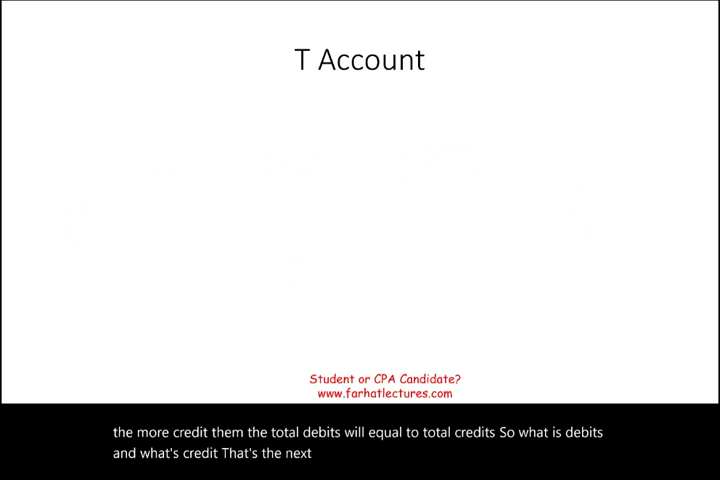 T Account
Student or CPA Candidate?
www.farhatlectures.com
the more credit them the total debits will equal to total credits So what is debits
and what's credit That's the next